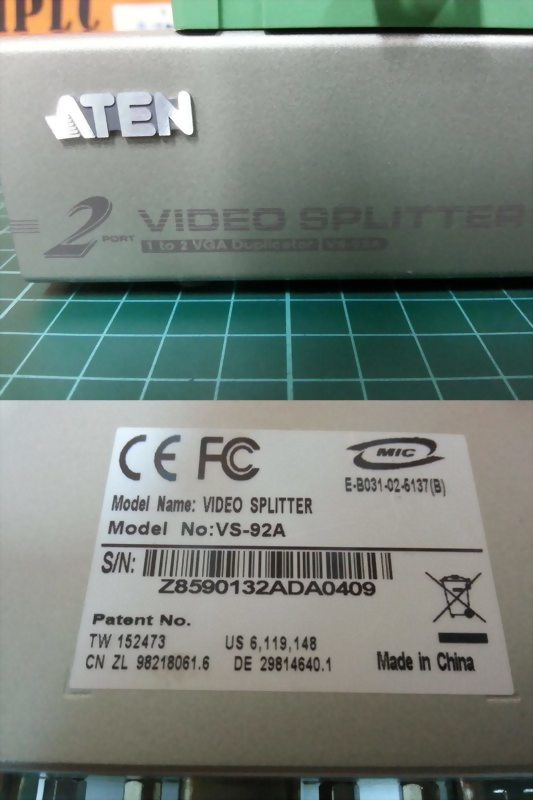 ATEN
2 PORT VIDEO SPLITTER
1 to 2 VGA Duplicator VS-92A
CE FC
MIC
E-B031-02-6137(B)
Model Name: VIDEO SPLITTER
Model No:VS-92A
S/N:
Z8590132ADA0409
Patent No.
TW 152473 US 6,119,148
CN ZL 98218061.6 DE 29814640.1
Made in China